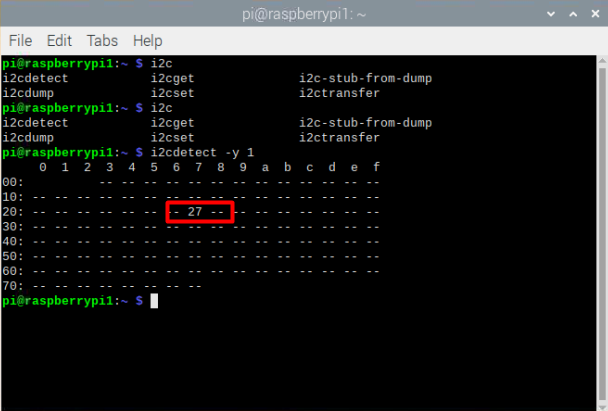 pi@raspberrypi1: ~
File Edit Tabs Help
pi@raspberrypi1:~ $ i2c
i2cdetect i2cget i2c-stub-from-dump
i2cdump i2cset i2ctransfer
pi@raspberrypi1:~ $ i2c
i2cdetect i2cget i2c-stub-from-dump
i2cdump i2cset i2ctransfer
pi@raspberrypi1:~ $ i2cdetect -y 1
     0  1  2  3  4  5  6  7  8  9  a  b  c  d  e  f
00:          -- -- -- -- -- -- -- -- -- -- -- -- --
10: -- -- -- -- -- -- -- -- -- -- -- -- -- -- -- --
20: -- -- -- -- -- -- -- 27 -- -- -- -- -- -- -- --
30: -- -- -- -- -- -- -- -- -- -- -- -- -- -- -- --
40: -- -- -- -- -- -- -- -- -- -- -- -- -- -- -- --
50: -- -- -- -- -- -- -- -- -- -- -- -- -- -- -- --
60: -- -- -- -- -- -- -- -- -- -- -- -- -- -- -- --
70: -- -- -- -- -- -- -- --
pi@raspberrypi1:~ $